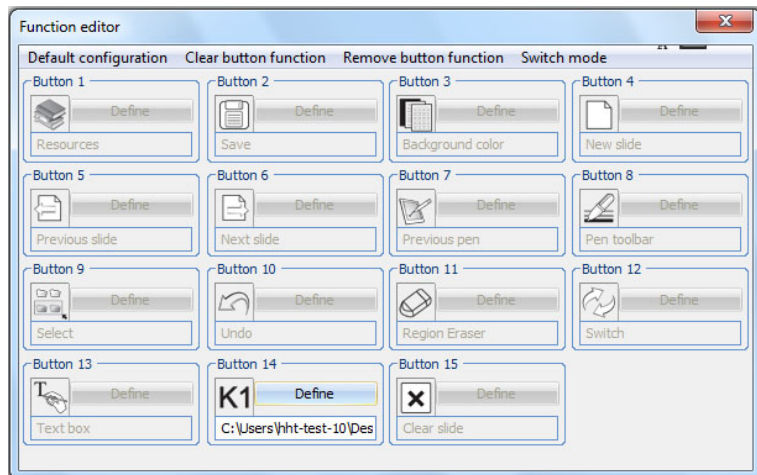 Function editor
Default configuration Clear button function Remove button function Switch mode
Button 1 Button 2 Button 3 Button 4
Define Define Define Define
Resources Save Background color New slide
Button 5 Button 6 Button 7 Button 8
Define Define Define Define
Previous slide Next slide Previous pen Pen toolbar
Button 9 Button 10 Button 11 Button 12
Define Define Define Define
Select Undo Region Eraser Switch
Button 13 Button 14 Button 15
T Define K1 Define Define
Text box C:\Users\hht-test-10\Des Clear slide